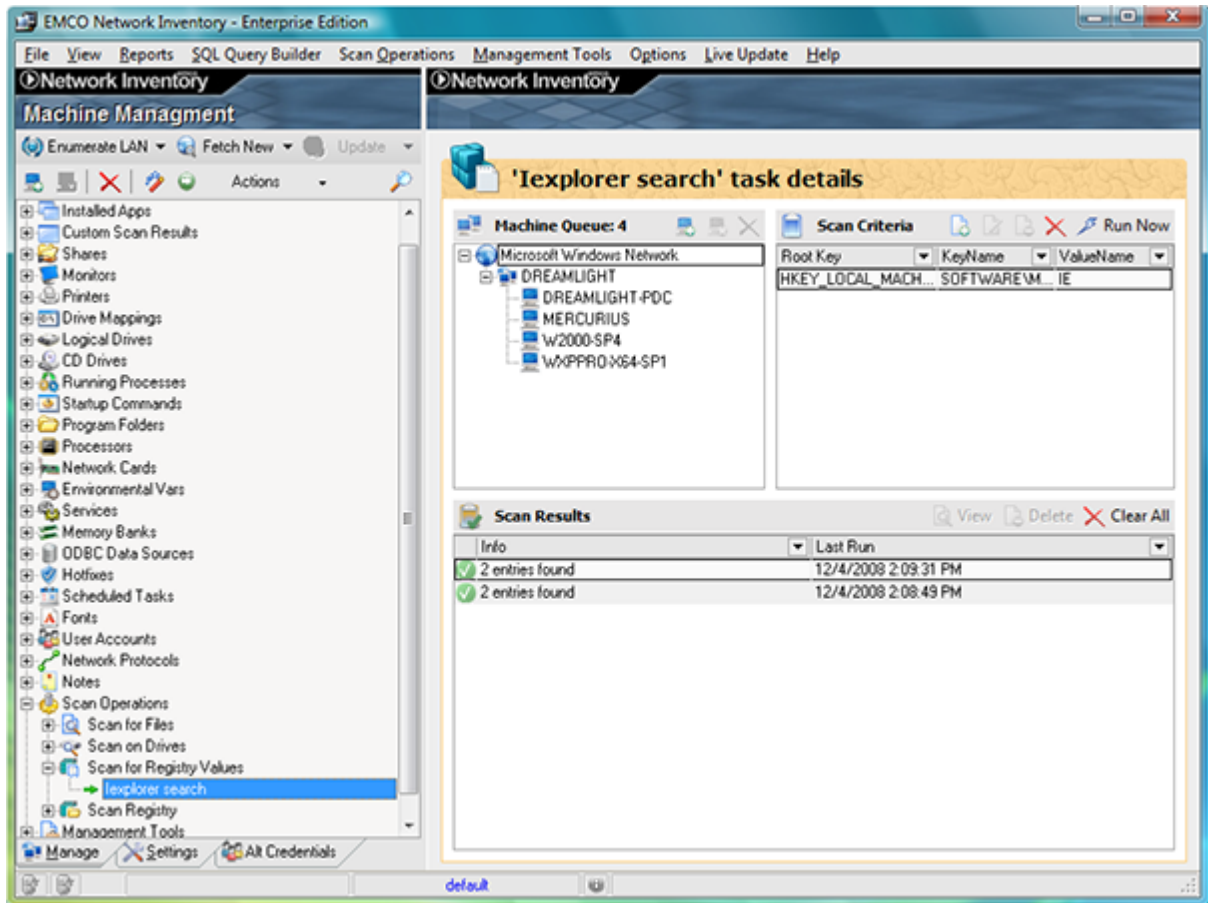 EMCO Network Inventory - Enterprise Edition
File View Reports SQL Query Builder Scan Operations Management Tools Options Live Update Help
Network Inventory
Machine Managment
Enumerate LAN Fetch New Update
Actions
Installed Apps
Custom Scan Results
Shares
Monitors
Printers
Drive Mappings
Logical Drives
CD Drives
Running Processes
Startup Commands
Program Folders
Processors
Network Cards
Environmental Vars
Services
Memory Banks
ODBC Data Sources
Hotfixes
Scheduled Tasks
Fonts
User Accounts
Network Protocols
Notes
Scan Operations
Scan for Files
Scan on Drives
Scan for Registry Values
Iexplorer search
Scan Registry
Management Tools
Manage Settings Alt Credentials
Network Inventory
'Iexplorer search' task details
Machine Queue: 4
Microsoft Windows Network
DREAMLIGHT
DREAMLIGHT-PDC
MERCURIUS
W2000-SP4
WXPPRO-X64-SP1
Scan Criteria Run Now
Root Key KeyName ValueName
HKEY_LOCAL_MACH... SOFTWARE\M... IE
Scan Results View Delete Clear All
Info Last Run
2 entries found 12/4/2008 2:09:31 PM
2 entries found 12/4/2008 2:08:49 PM
default